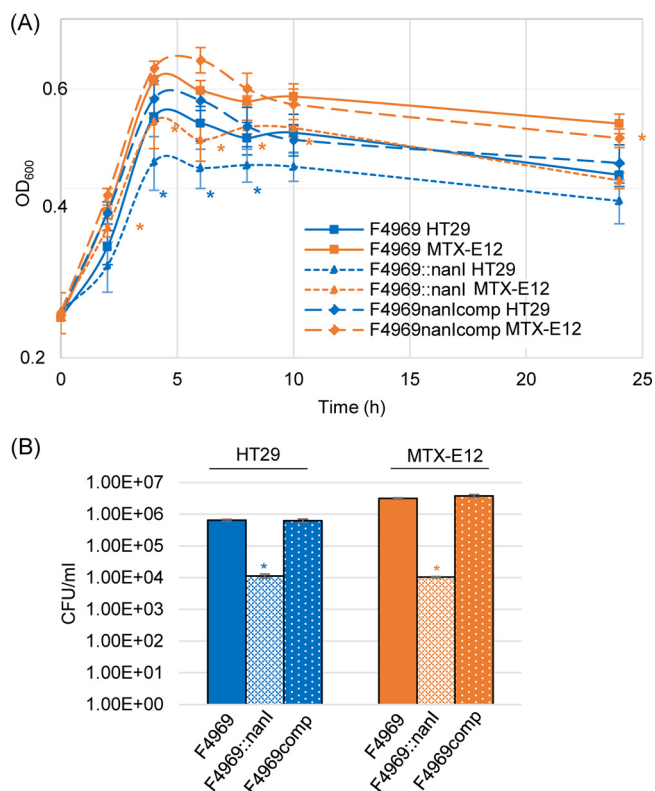 (A)
0.6
0.4
0.2
OD600
*
*
*
*
*
*
*
*
*
F4969 HT29
F4969 MTX-E12
F4969::nanI HT29
F4969::nanI MTX-E12
F4969nanIcomp HT29
F4969nanIcomp MTX-E12
0 5 10 15 20 25
Time (h)
(B)
HT29 MTX-E12
1.00E+07
1.00E+06
1.00E+05
1.00E+04
1.00E+03
1.00E+02
1.00E+01
1.00E+00
CFU/ml
* *
F4969
F4969::nanI
F4969comp
F4969
F4969::nanI
F4969comp